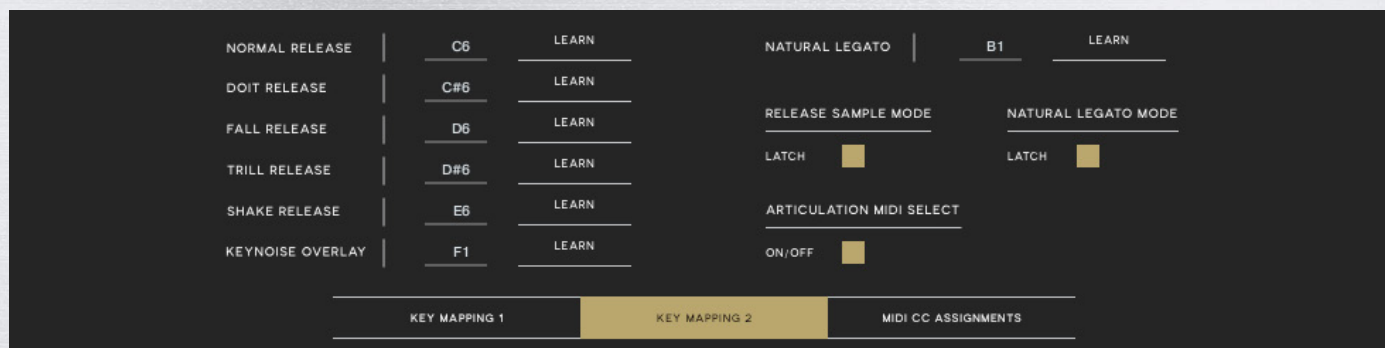 NORMAL RELEASE C6 LEARN
DOIT RELEASE C#6 LEARN
FALL RELEASE D6 LEARN
TRILL RELEASE D#6 LEARN
SHAKE RELEASE E6 LEARN
KEYNOISE OVERLAY F1 LEARN
NATURAL LEGATO B1 LEARN
RELEASE SAMPLE MODE NATURAL LEGATO MODE
LATCH LATCH
ARTICULATION MIDI SELECT
ON/OFF
KEY MAPPING 1 KEY MAPPING 2 MIDI CC ASSIGNMENTS